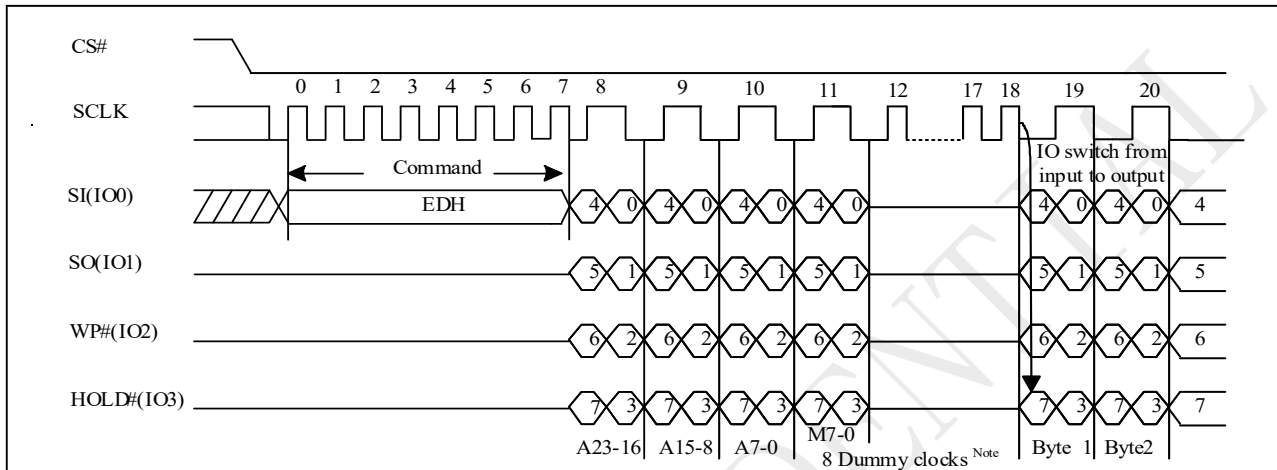 CS#
0 1 2 3 4 5 6 7 8 9 10 11 12 17 18 19 20
SCLK
Command
IO switch from
input to output
SI(IO0)
EDH
4 0 4 0 4 0 4 0 4 0 4 0 4
SO(IO1)
5 1 5 1 5 1 5 1 5 1 5 1 5
WP#(IO2)
6 2 6 2 6 2 6 2 6 2 6 2 6
HOLD#(IO3)
7 3 7 3 7 3 7 3 7 3 7 3 7
A23-16 A15-8 A7-0 M7-0 Byte 1 Byte2
8 Dummy clocks Note
DENTIAL